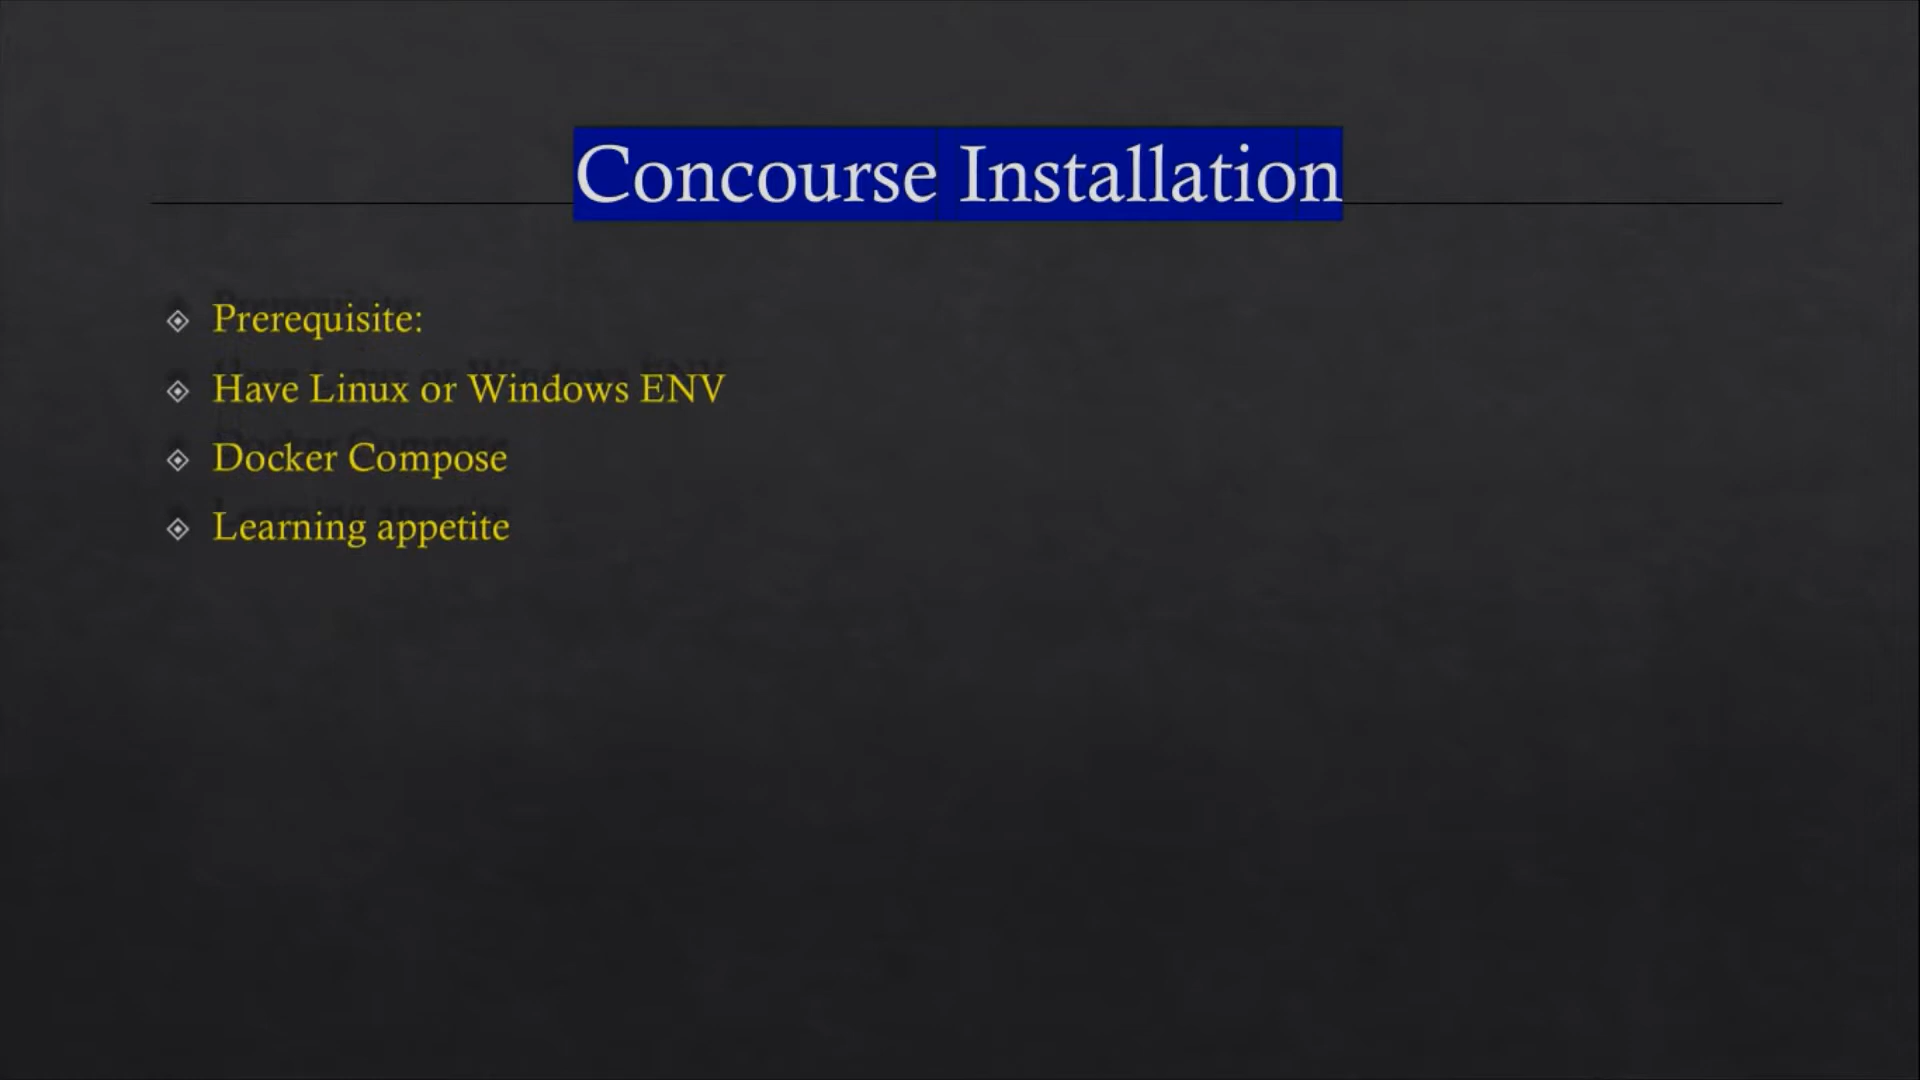 Concourse Installation
Prerequisite:
Have Linux or Windows ENV
Docker Compose
Learning appetite